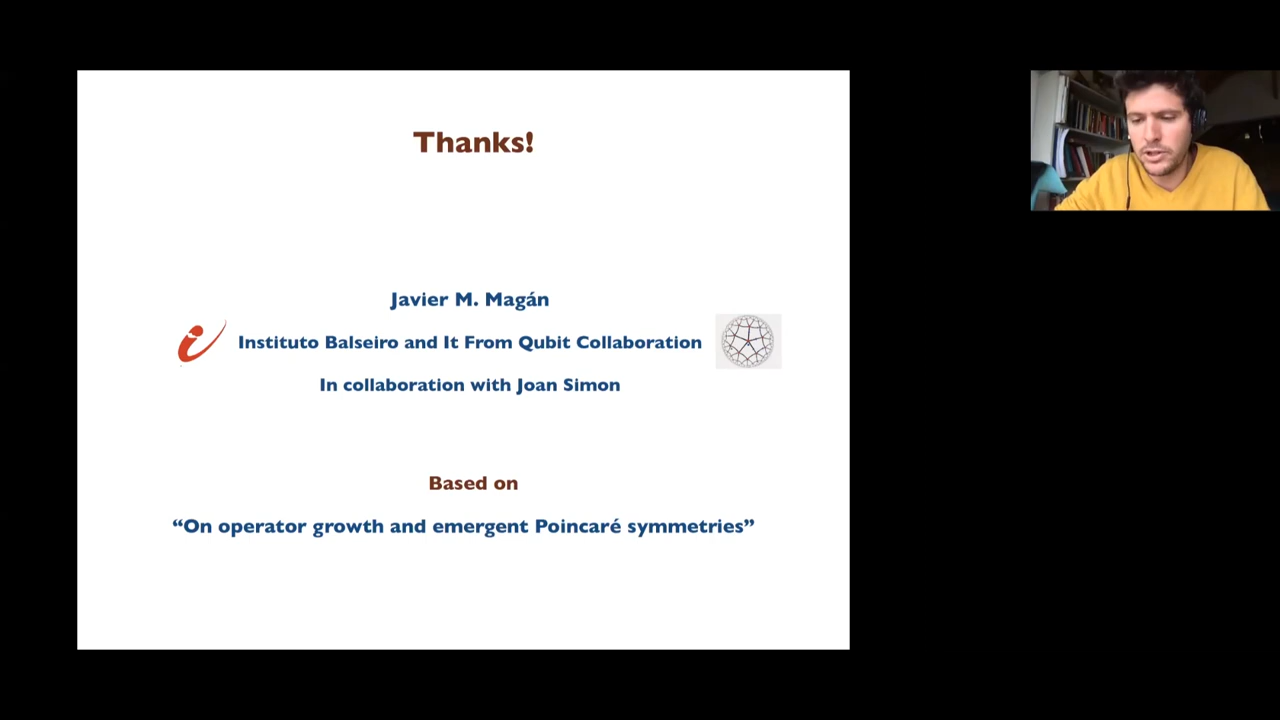 Thanks!
Javier M. Magán
Instituto Balseiro and It From Qubit Collaboration
In collaboration with Joan Simon
Based on
“On operator growth and emergent Poincaré symmetries”